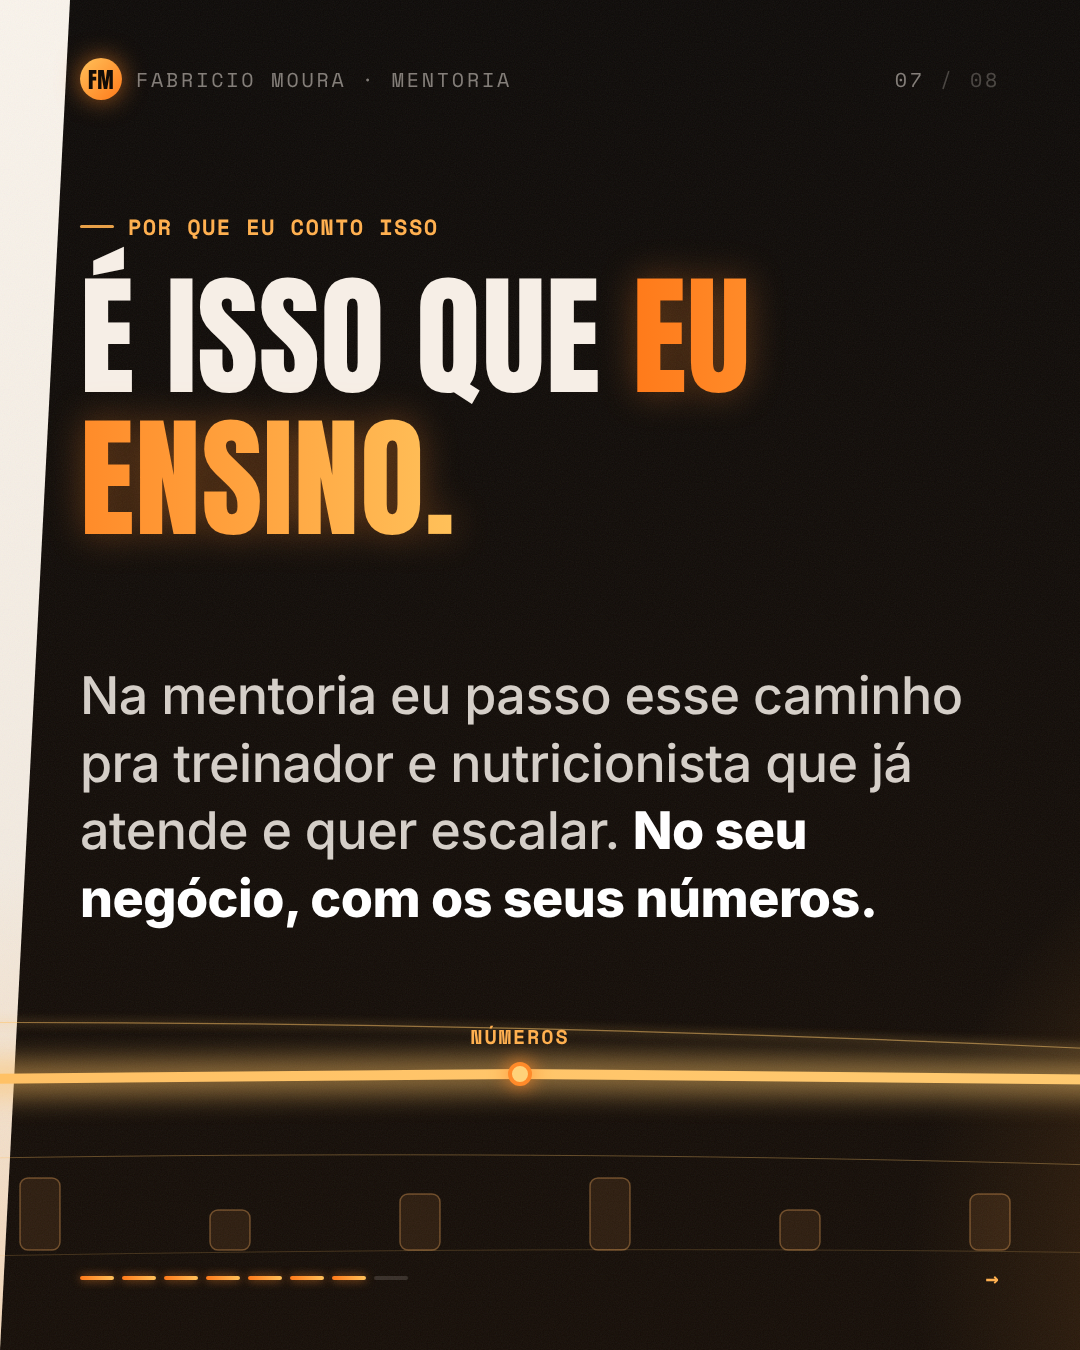 FM FABRICIO MOURA · MENTORIA
07 / 08
POR QUE EU CONTO ISSO
É ISSO QUE EU
ENSINO.
Na mentoria eu passo esse caminho
pra treinador e nutricionista que já
atende e quer escalar. No seu
negócio, com os seus números.
NÚMEROS
→